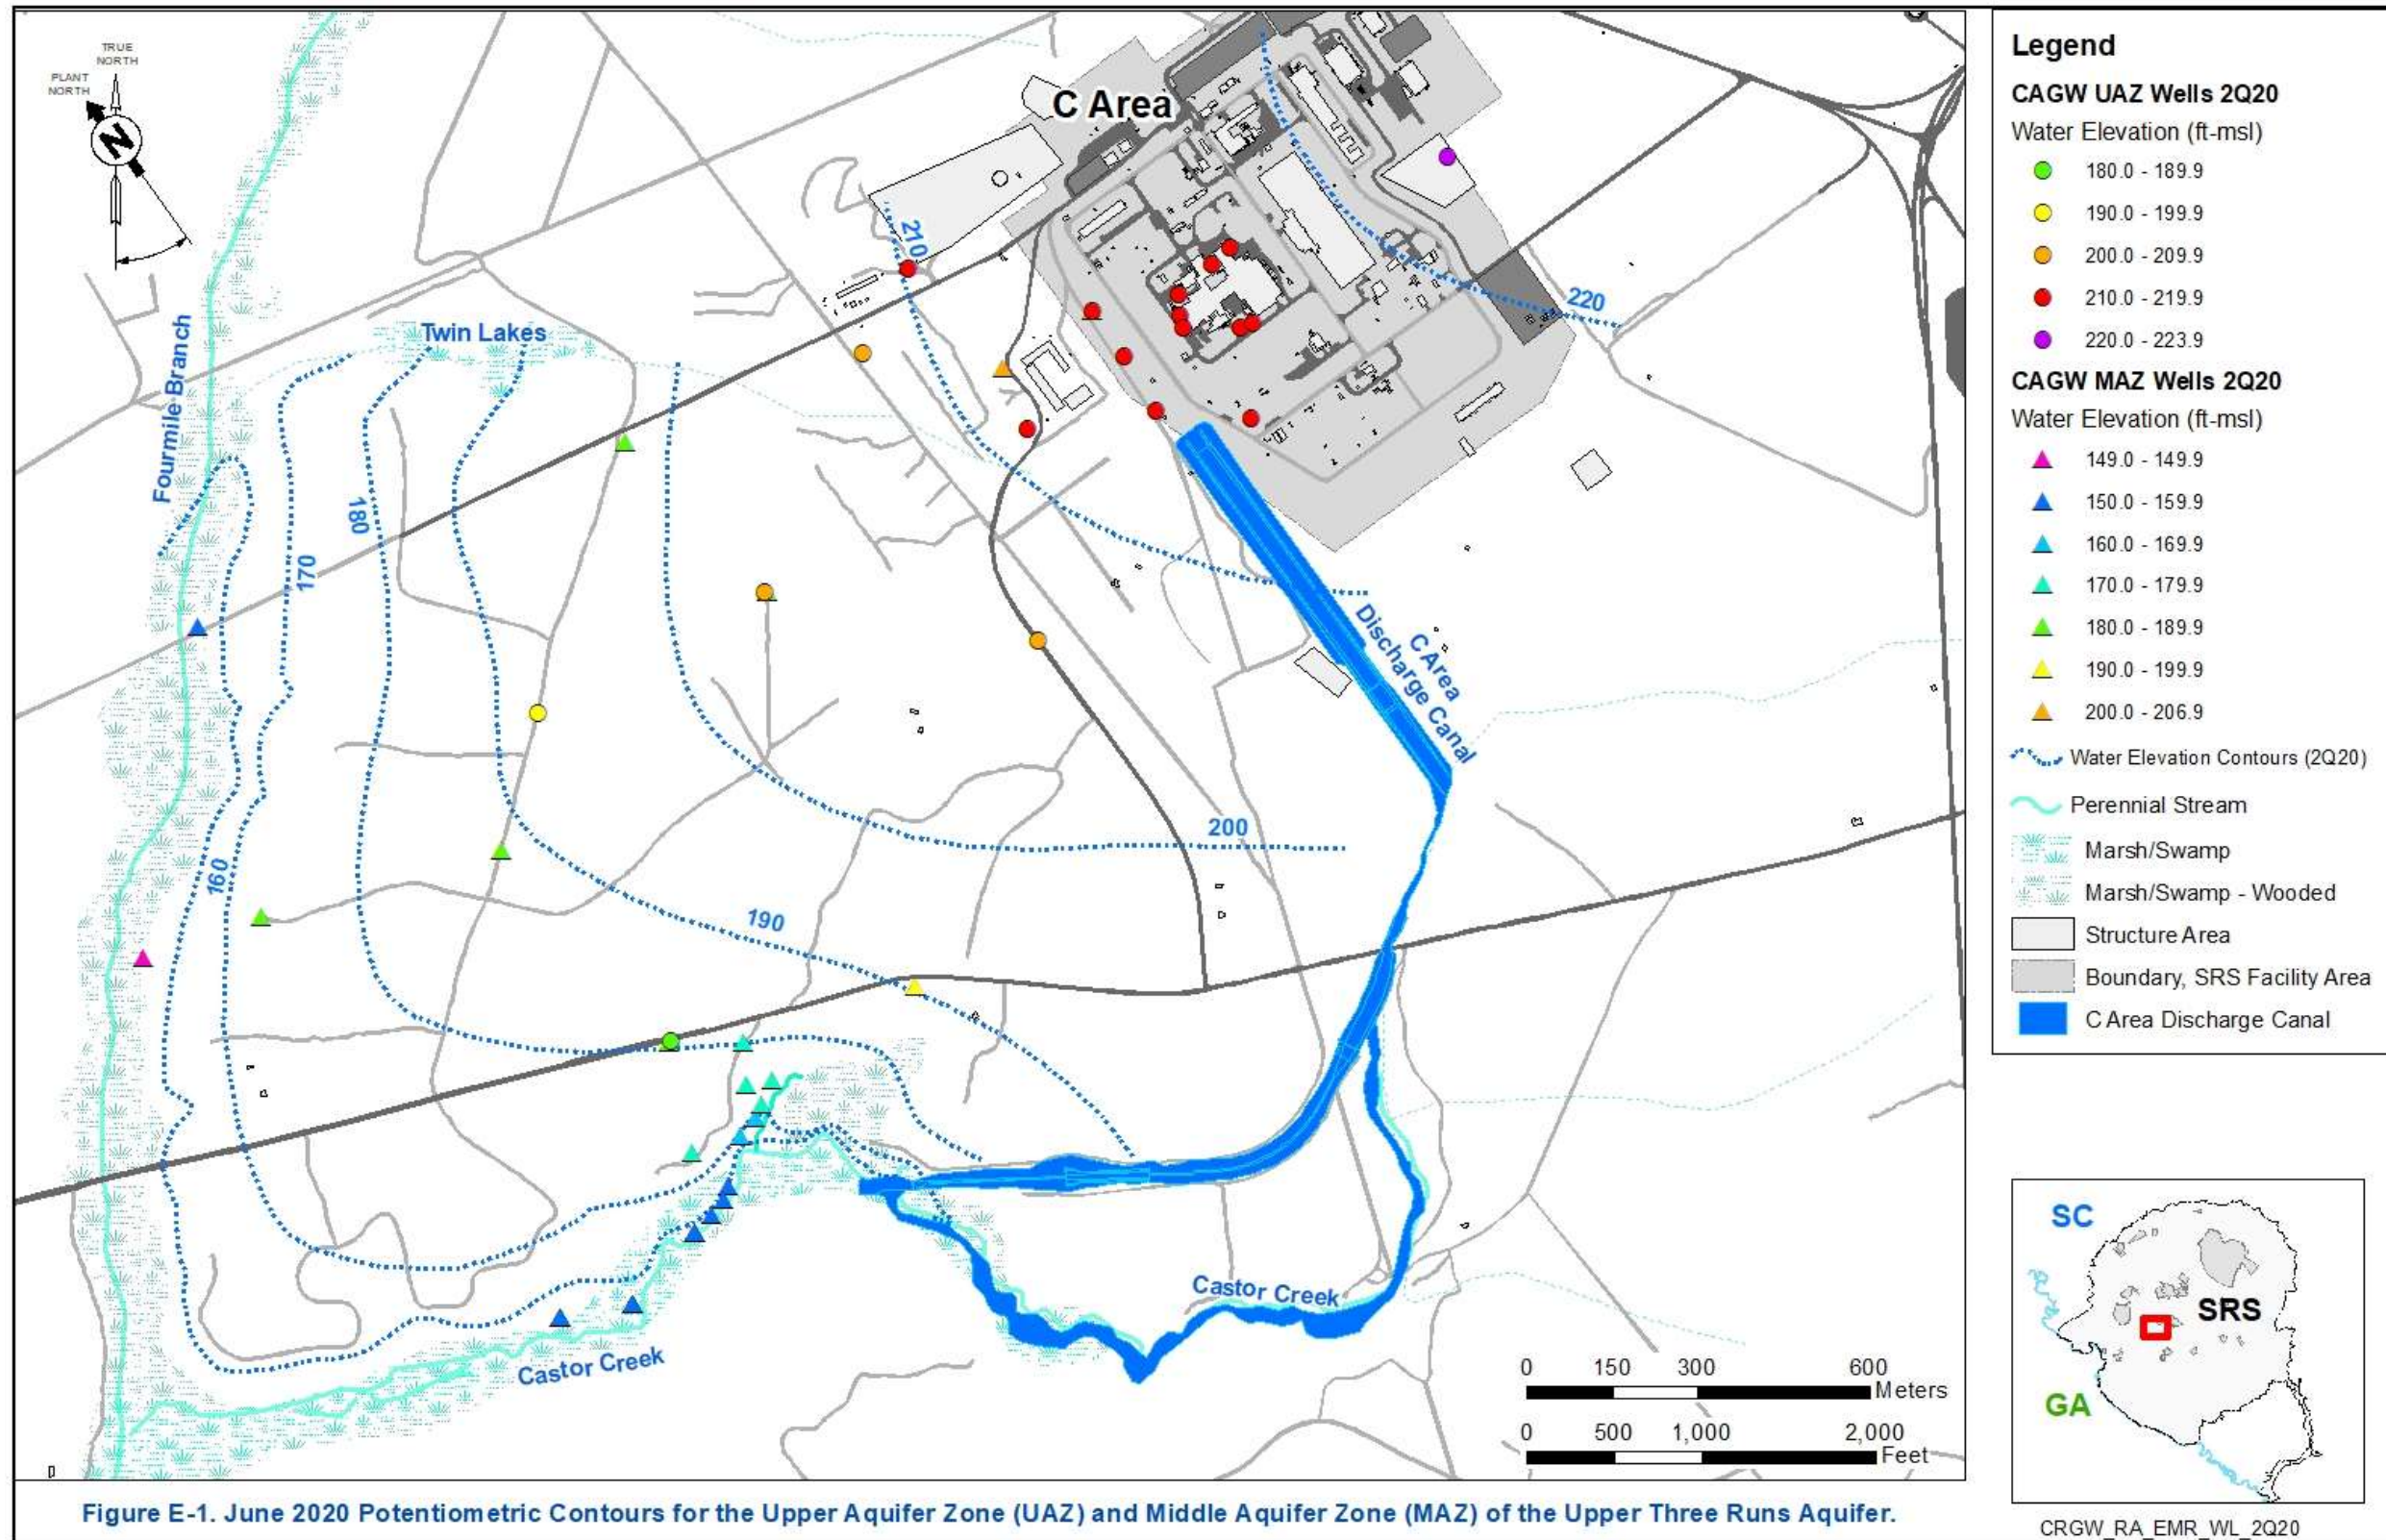 TRUE
NORTH
PLANT
NORTH
N
C Area
210
220
Twin Lakes
Fourmile Branch
180
170
C Area
Discharge Canal
200
160
190
Castor Creek
Castor Creek
0 150 300 600
Meters
0 500 1,000 2,000
Feet
Legend
CAGW UAZ Wells 2Q20
Water Elevation (ft-msl)
180.0 - 189.9
190.0 - 199.9
200.0 - 209.9
210.0 - 219.9
220.0 - 223.9
CAGW MAZ Wells 2Q20
Water Elevation (ft-msl)
149.0 - 149.9
150.0 - 159.9
160.0 - 169.9
170.0 - 179.9
180.0 - 189.9
190.0 - 199.9
200.0 - 206.9
Water Elevation Contours (2Q20)
Perennial Stream
Marsh/Swamp
Marsh/Swamp - Wooded
Structure Area
Boundary, SRS Facility Area
C Area Discharge Canal
SC
SRS
GA
Figure E-1. June 2020 Potentiometric Contours for the Upper Aquifer Zone (UAZ) and Middle Aquifer Zone (MAZ) of the Upper Three Runs Aquifer.
CRGW_RA_EMR_WL_2Q20